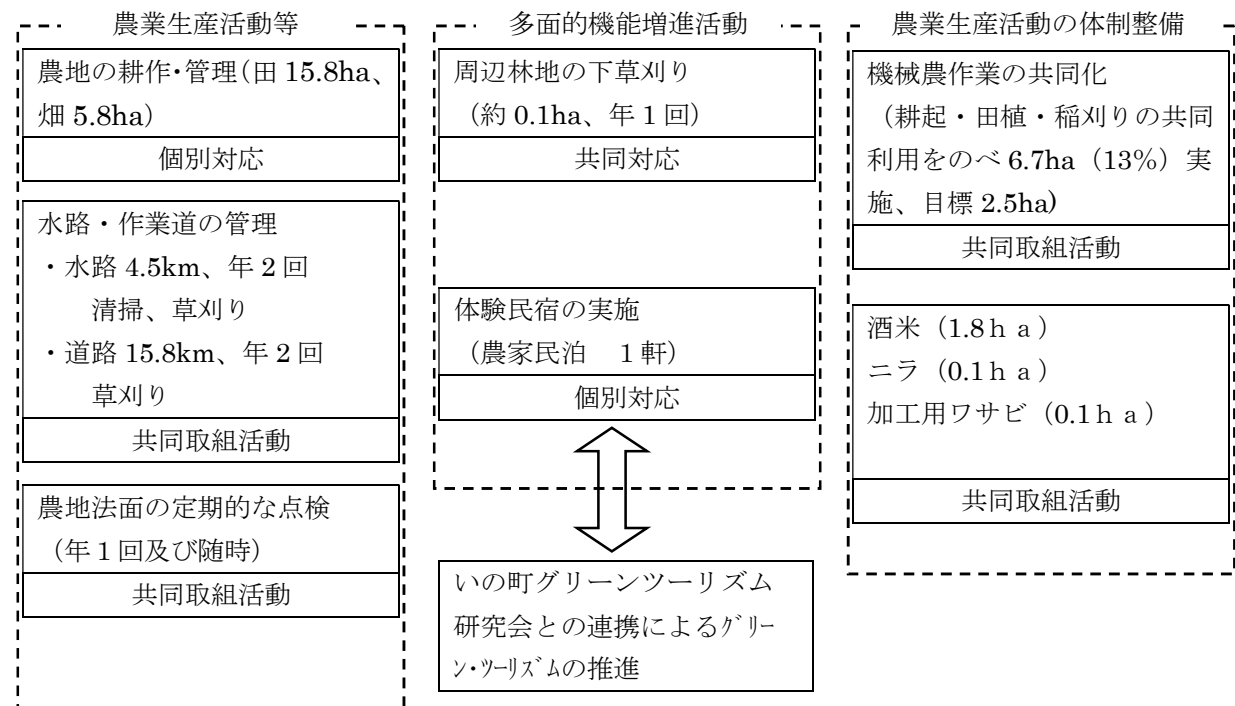 農業生産活動等
農地の耕作・管理（田 15.8ha、
畑 5.8ha）
個別対応
水路・作業道の管理
・水路 4.5km、年 2 回
清掃、草刈り
・道路 15.8km、年 2 回
草刈り
共同取組活動
農地法面の定期的な点検
（年 1 回及び随時）
共同取組活動
多面的機能増進活動
周辺林地の下草刈り
（約 0.1ha、年 1 回）
共同対応
体験民宿の実施
（農家民泊　１軒）
個別対応
いの町グリーンツーリズム
研究会との連携によるｸﾞﾘｰ
ﾝ・ﾂｰﾘｽﾞﾑの推進
農業生産活動の体制整備
機械農作業の共同化
（耕起・田植・稲刈りの共同
利用をのべ 6.7ha（13％）実
施、目標 2.5ha)
共同取組活動
酒米（1.8ｈａ）
ニラ（0.1ｈａ）
加工用ワサビ（0.1ｈａ）
共同取組活動